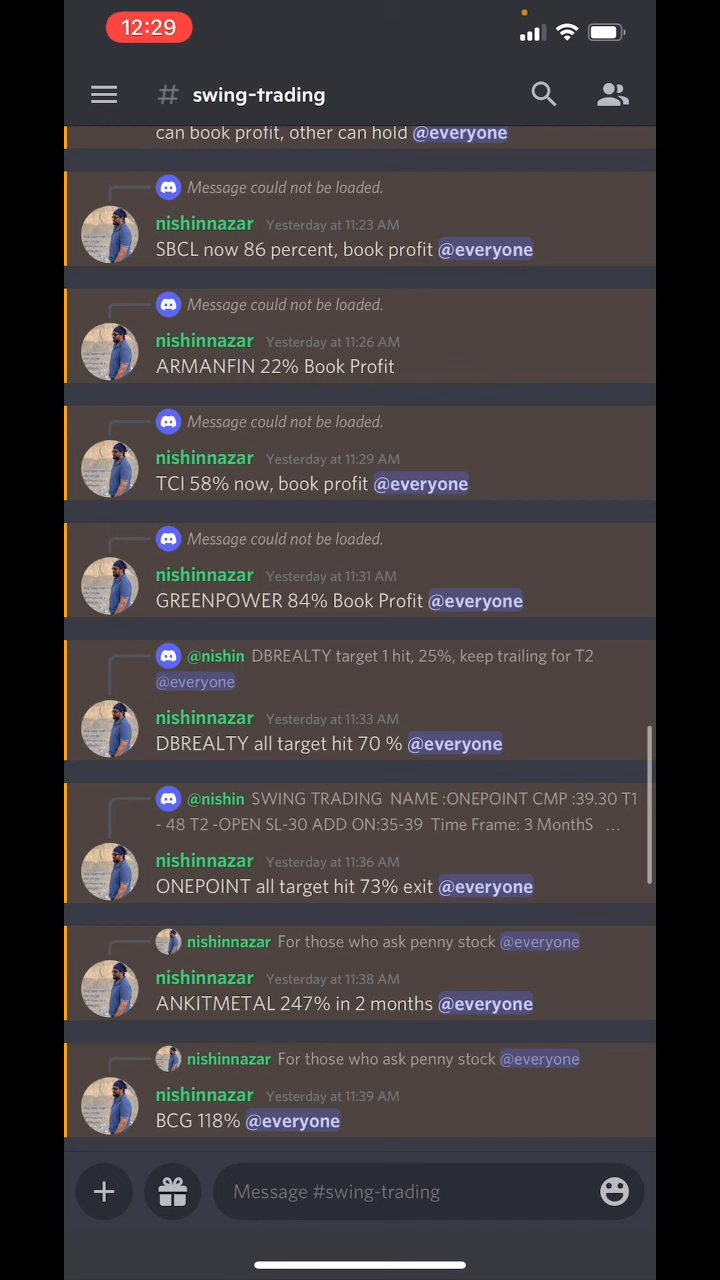 12:29
# swing-trading
can book profit, other can hold @everyone
Message could not be loaded.
nishinnazar Yesterday at 11:23 AM
SBCL now 86 percent, book profit @everyone
Message could not be loaded.
nishinnazar Yesterday at 11:26 AM
ARMANFIN 22% Book Profit
Message could not be loaded.
nishinnazar Yesterday at 11:29 AM
TCI 58% now, book profit @everyone
Message could not be loaded.
nishinnazar Yesterday at 11:31 AM
GREENPOWER 84% Book Profit @everyone
@nishin DBREALTY target 1 hit, 25%, keep trailing for T2
@everyone
nishinnazar Yesterday at 11:33 AM
DBREALTY all target hit 70 % @everyone
@nishin SWING TRADING NAME :ONEPOINT CMP :39.30 T1
- 48 T2 -OPEN SL-30 ADD ON:35-39 Time Frame: 3 MonthS ...
nishinnazar Yesterday at 11:36 AM
ONEPOINT all target hit 73% exit @everyone
nishinnazar For those who ask penny stock @everyone
nishinnazar Yesterday at 11:38 AM
ANKITMETAL 247% in 2 months @everyone
nishinnazar For those who ask penny stock @everyone
nishinnazar Yesterday at 11:39 AM
BCG 118% @everyone
Message #swing-trading